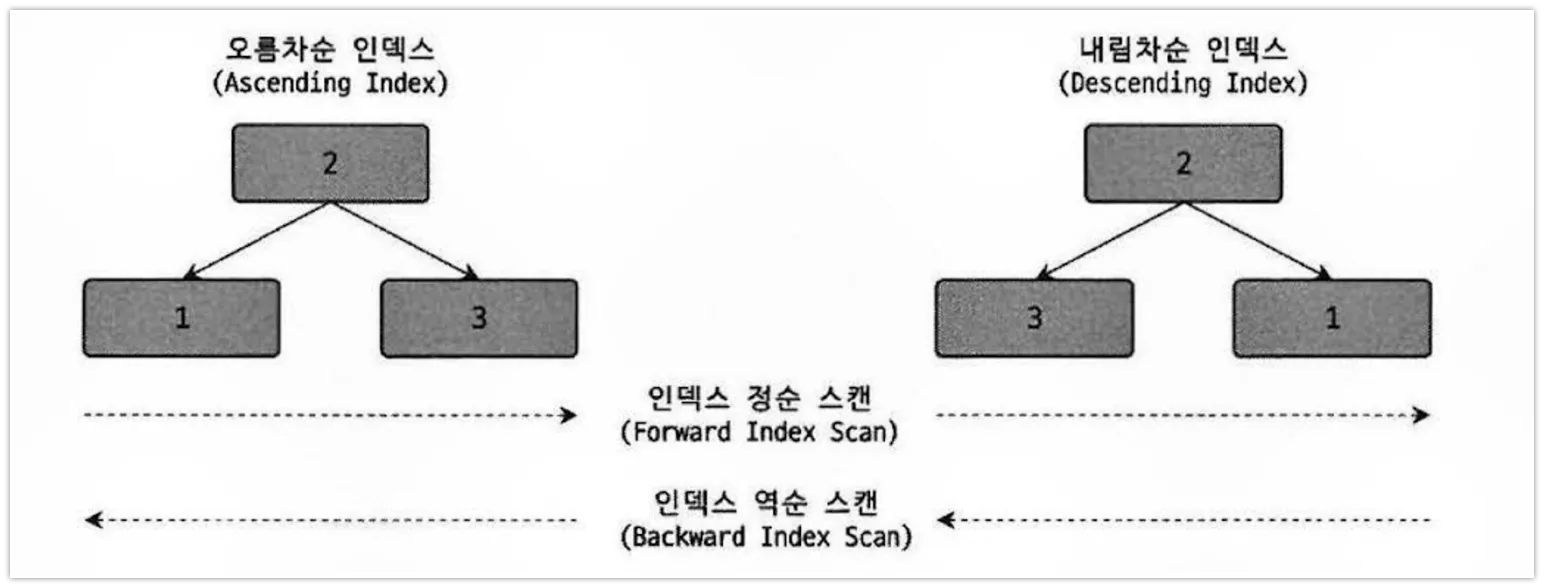 오름차순 인덱스
(Ascending Index)
2
1
3
내림차순 인덱스
(Descending Index)
2
3
1
인덱스 정순 스캔
(Forward Index Scan)
인덱스 역순 스캔
(Backward Index Scan)